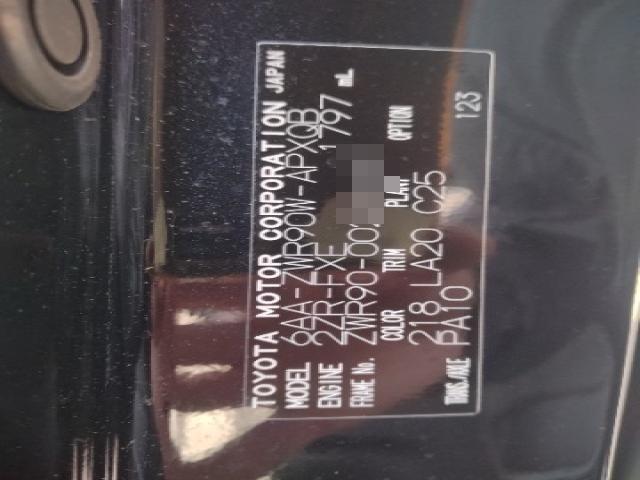 TOYOTA MOTOR CORPORATION JAPAN
MODEL 6AA-ZWR90W-APXQB
ENGINE 2ZR-FXE 1797 mL
FRAME No. ZWR90-00
COLOR TRIM PLANT OPTION
218 LA20 C25
TRANS/AXLE PA10 123